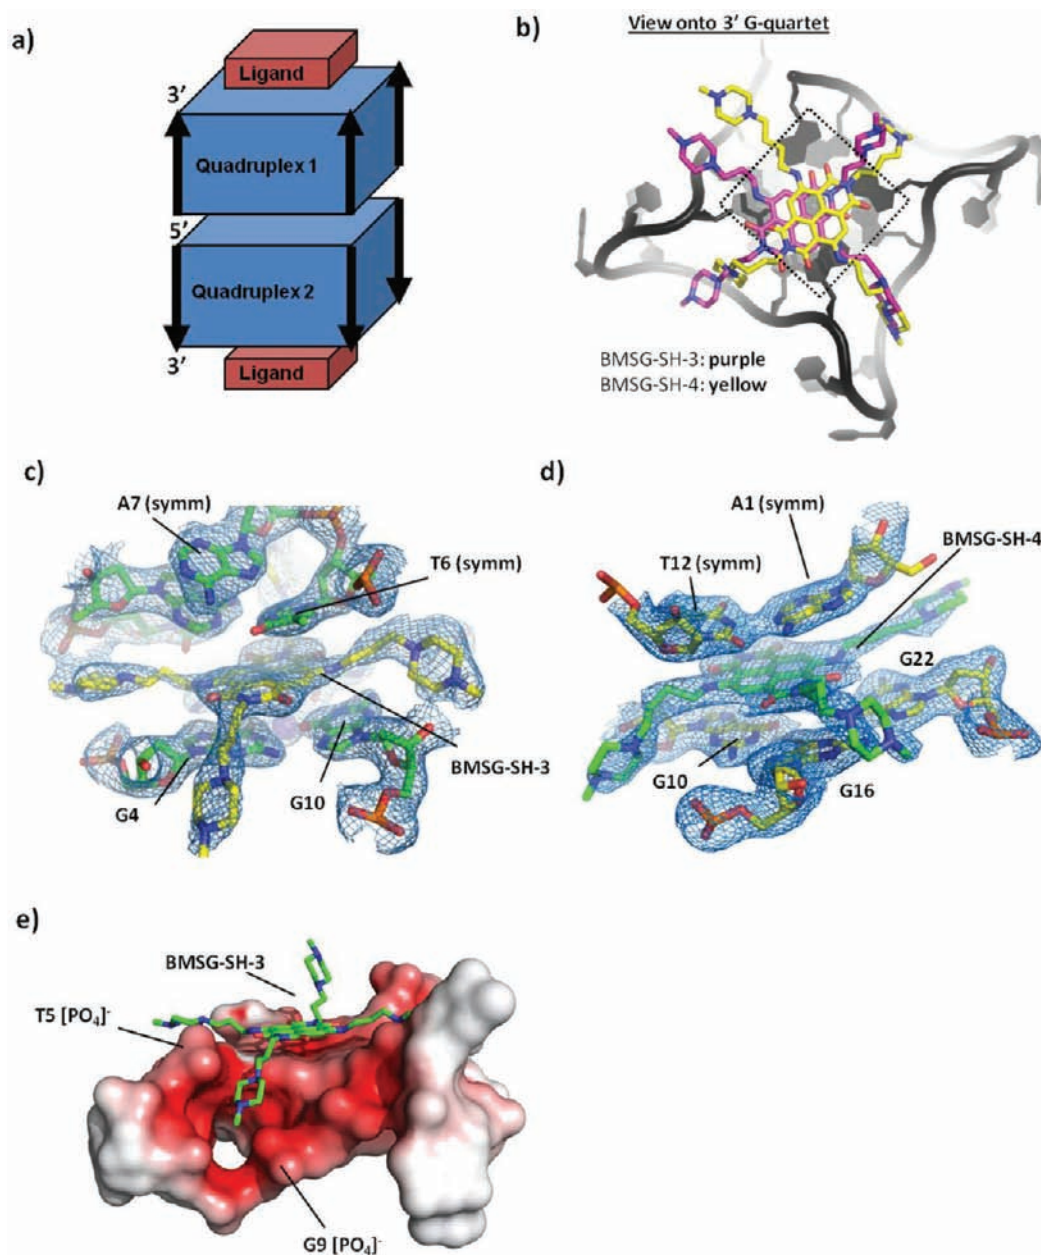 a)
Ligand
3′
Quadruplex 1
5′
Quadruplex 2
3′
Ligand
b)
View onto 3′ G-quartet
BMSG-SH-3: purple
BMSG-SH-4: yellow
c)
A7 (symm)
T6 (symm)
BMSG-SH-3
G4
G10
d)
A1 (symm)
BMSG-SH-4
T12 (symm)
G22
G10
G16
e)
BMSG-SH-3
T5 [PO4]-
G9 [PO4]-